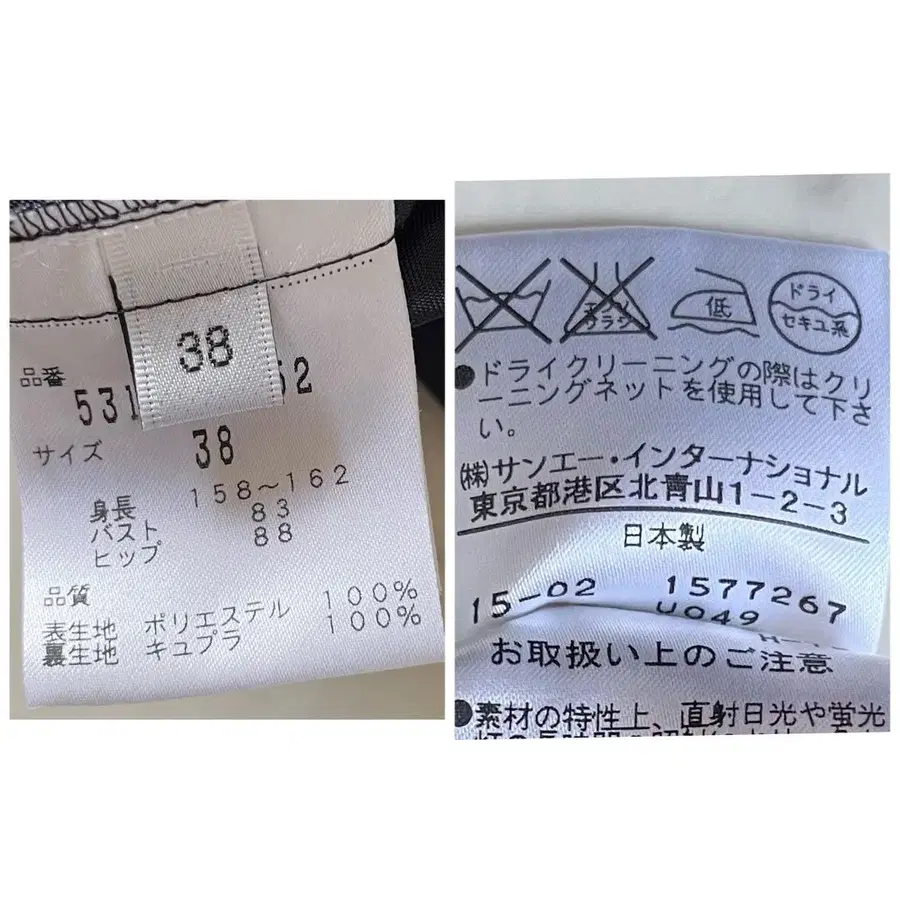 38
品番
531 52
サイズ 38
身長 158～162
バスト 83
ヒップ 88
品質
表生地 ポリエステル 100%
裏生地 キュプラ 100%
エンソ
サラシ
低
ドライ
セキユ系
●ドライクリーニングの際はクリ
ーニングネットを使用して下さ
い。
(株)サンエー・インターナショナル
東京都港区北青山1-2-3
日本製
15-02 1577267
お取扱い上のご注意
●素材の特性上、直射日光や蛍光